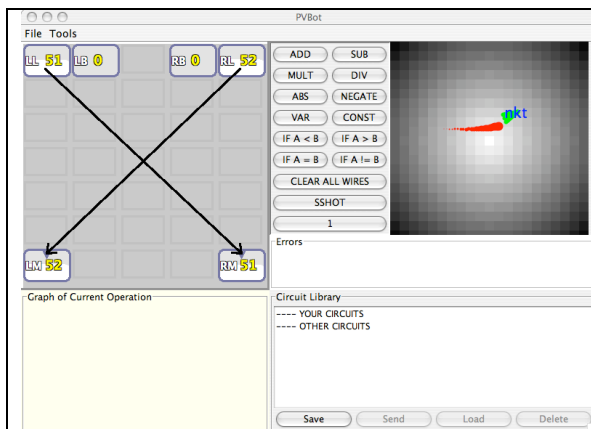 PVBot
File Tools
LL 51 LB 0 RB 0 RL 52
LM 52 RM 51
ADD SUB
MULT DIV
ABS NEGATE
VAR CONST
IF A < B IF A > B
IF A = B IF A != B
CLEAR ALL WIRES
SSHOT
1
nkt
Errors
Graph of Current Operation
Circuit Library
---- YOUR CIRCUITS
---- OTHER CIRCUITS
Save Send Load Delete